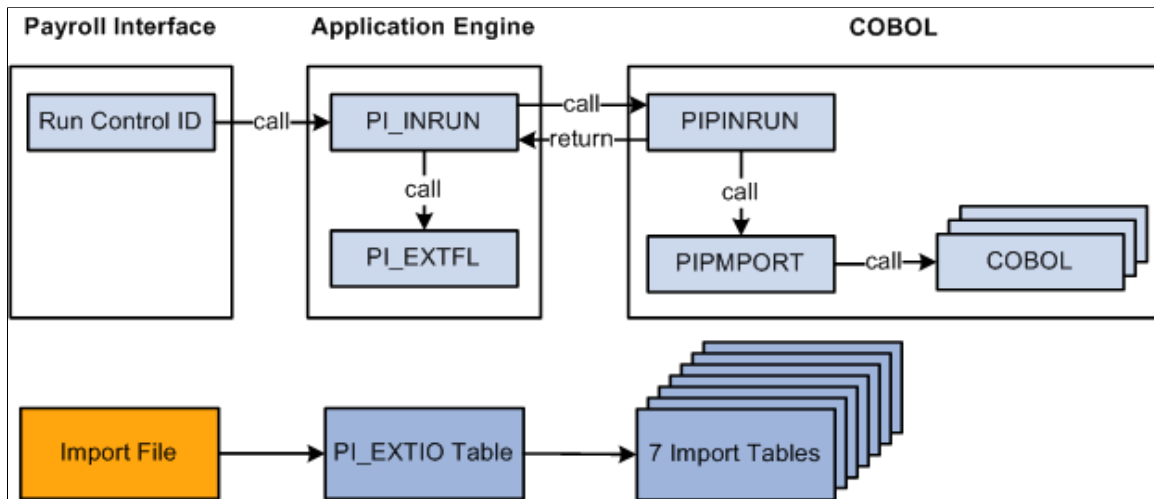 Payroll Interface
Application Engine
COBOL
Run Control ID
call
PI_INRUN
call
return
PIPINRUN
call
call
PI_EXTFL
PIPMPORT
call
COBOL
Import File
PI_EXTIO Table
7 Import Tables